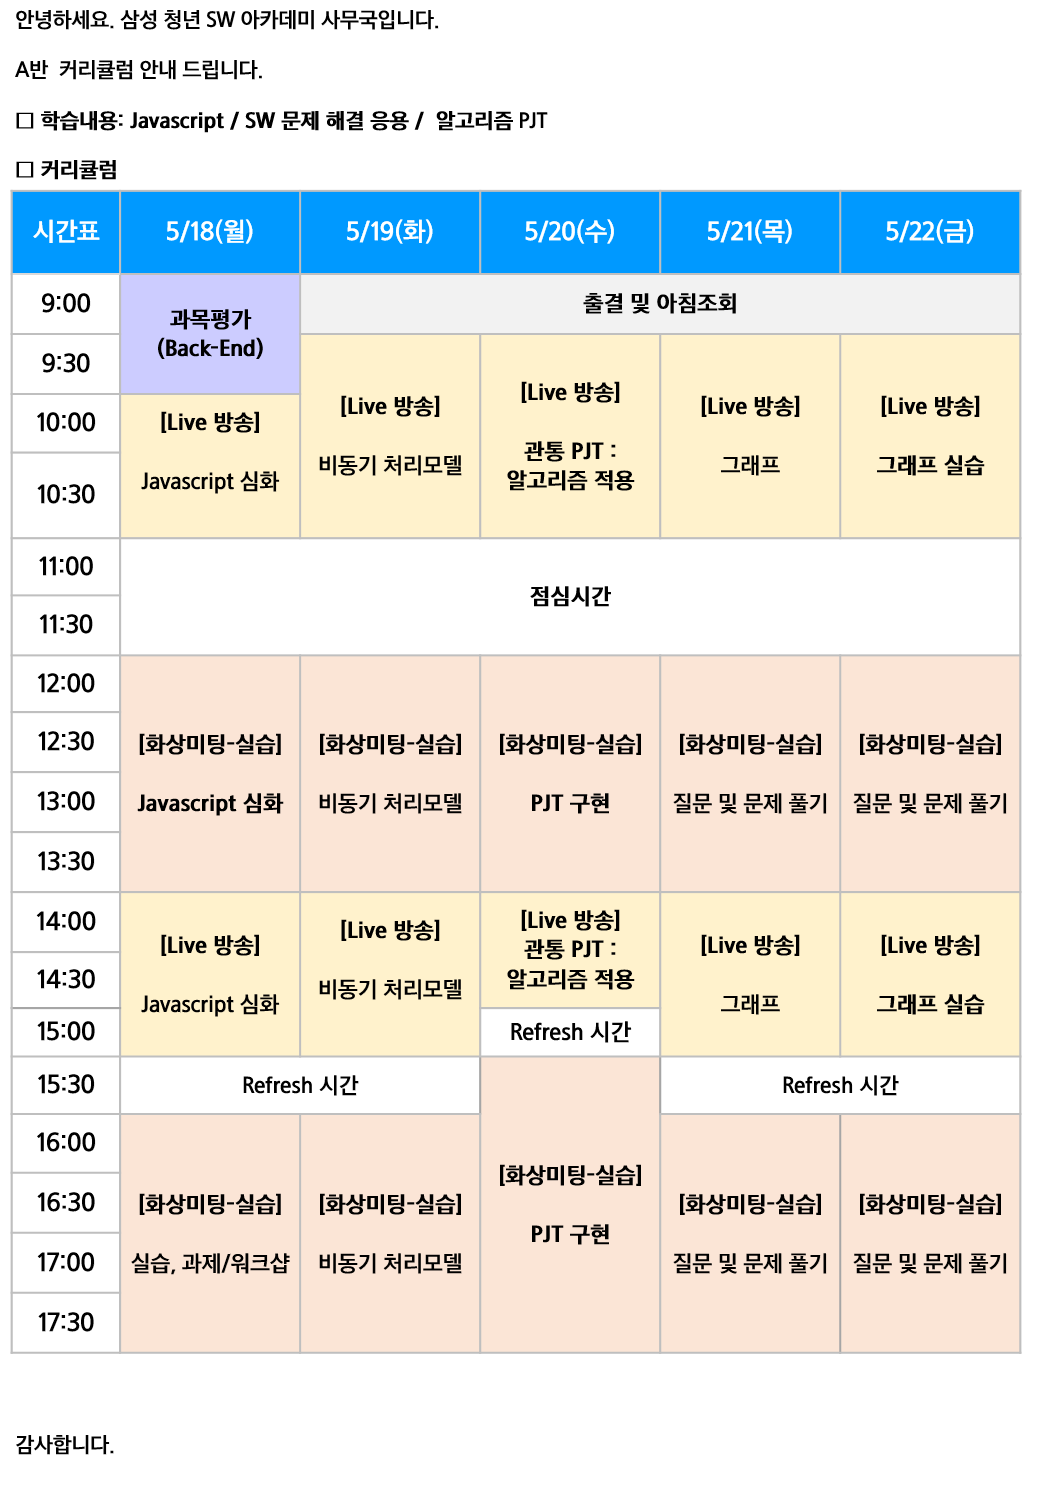 안녕하세요. 삼성 청년 SW 아카데미 사무국입니다.
A반 커리큘럼 안내 드립니다.
□ 학습내용: Javascript / SW 문제 해결 응용 / 알고리즘 PJT
□ 커리큘럼
시간표 5/18(월) 5/19(화) 5/20(수) 5/21(목) 5/22(금)
9:00
과목평가
(Back-End)
출결 및 아침조회
9:30
10:00
10:30
[Live 방송]
Javascript 심화
[Live 방송]
비동기 처리모델
[Live 방송]
관통 PJT :
알고리즘 적용
[Live 방송]
그래프
[Live 방송]
그래프 실습
11:00
11:30
점심시간
12:00
12:30
13:00
13:30
[화상미팅-실습]
Javascript 심화
[화상미팅-실습]
비동기 처리모델
[화상미팅-실습]
PJT 구현
[화상미팅-실습]
질문 및 문제 풀기
[화상미팅-실습]
질문 및 문제 풀기
14:00
14:30
15:00
[Live 방송]
Javascript 심화
[Live 방송]
비동기 처리모델
[Live 방송]
관통 PJT :
알고리즘 적용
Refresh 시간
[Live 방송]
그래프
[Live 방송]
그래프 실습
15:30
Refresh 시간
Refresh 시간
16:00
16:30
17:00
17:30
[화상미팅-실습]
실습, 과제/워크샵
[화상미팅-실습]
비동기 처리모델
[화상미팅-실습]
PJT 구현
[화상미팅-실습]
질문 및 문제 풀기
[화상미팅-실습]
질문 및 문제 풀기
감사합니다.